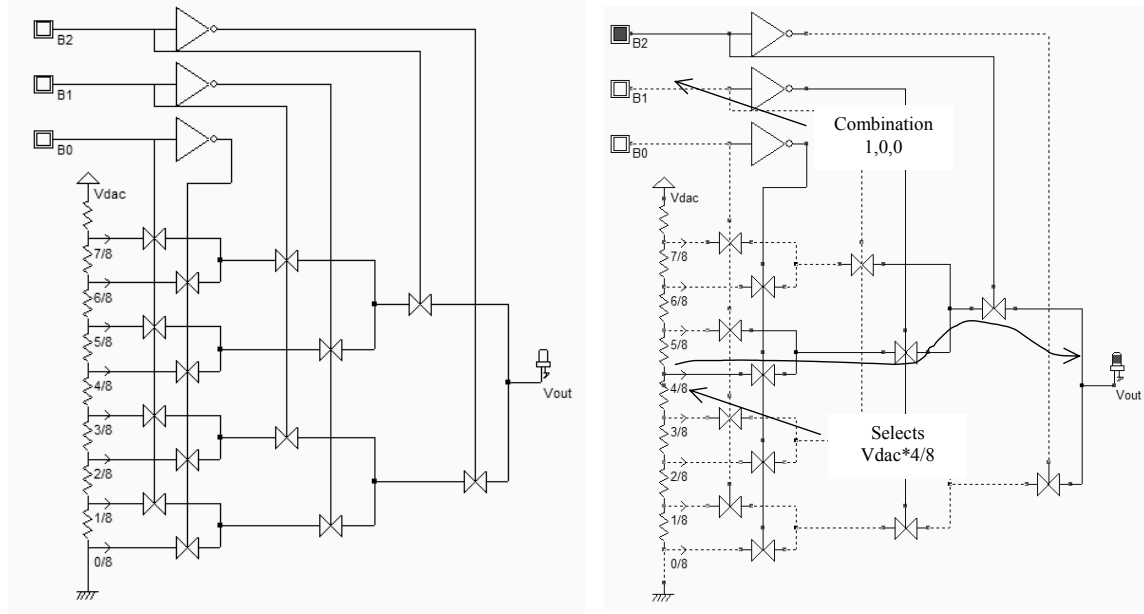 B2
B1
B0
Vdac
7/8
6/8
5/8
4/8
3/8
2/8
1/8
0/8
Vout
B2
B1
B0
Combination
1,0,0
Vdac
7/8
6/8
5/8
4/8
3/8
2/8
1/8
0/8
Selects
Vdac*4/8
Vout